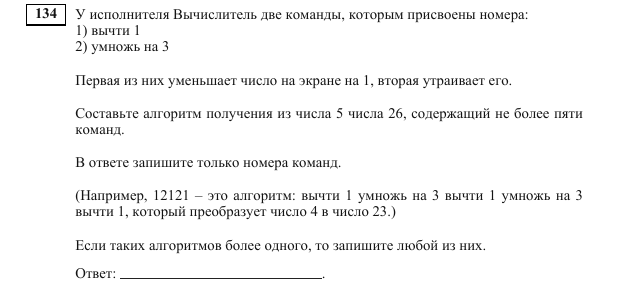 134 У исполнителя Вычислитель две команды, которым присвоены номера:
1) вычти 1
2) умножь на 3
Первая из них уменьшает число на экране на 1, вторая утраивает его.
Составьте алгоритм получения из числа 5 числа 26, содержащий не более пяти
команд.
В ответе запишите только номера команд.
(Например, 12121 – это алгоритм: вычти 1 умножь на 3 вычти 1 умножь на 3
вычти 1, который преобразует число 4 в число 23.)
Если таких алгоритмов более одного, то запишите любой из них.
Ответ: ____________________________.